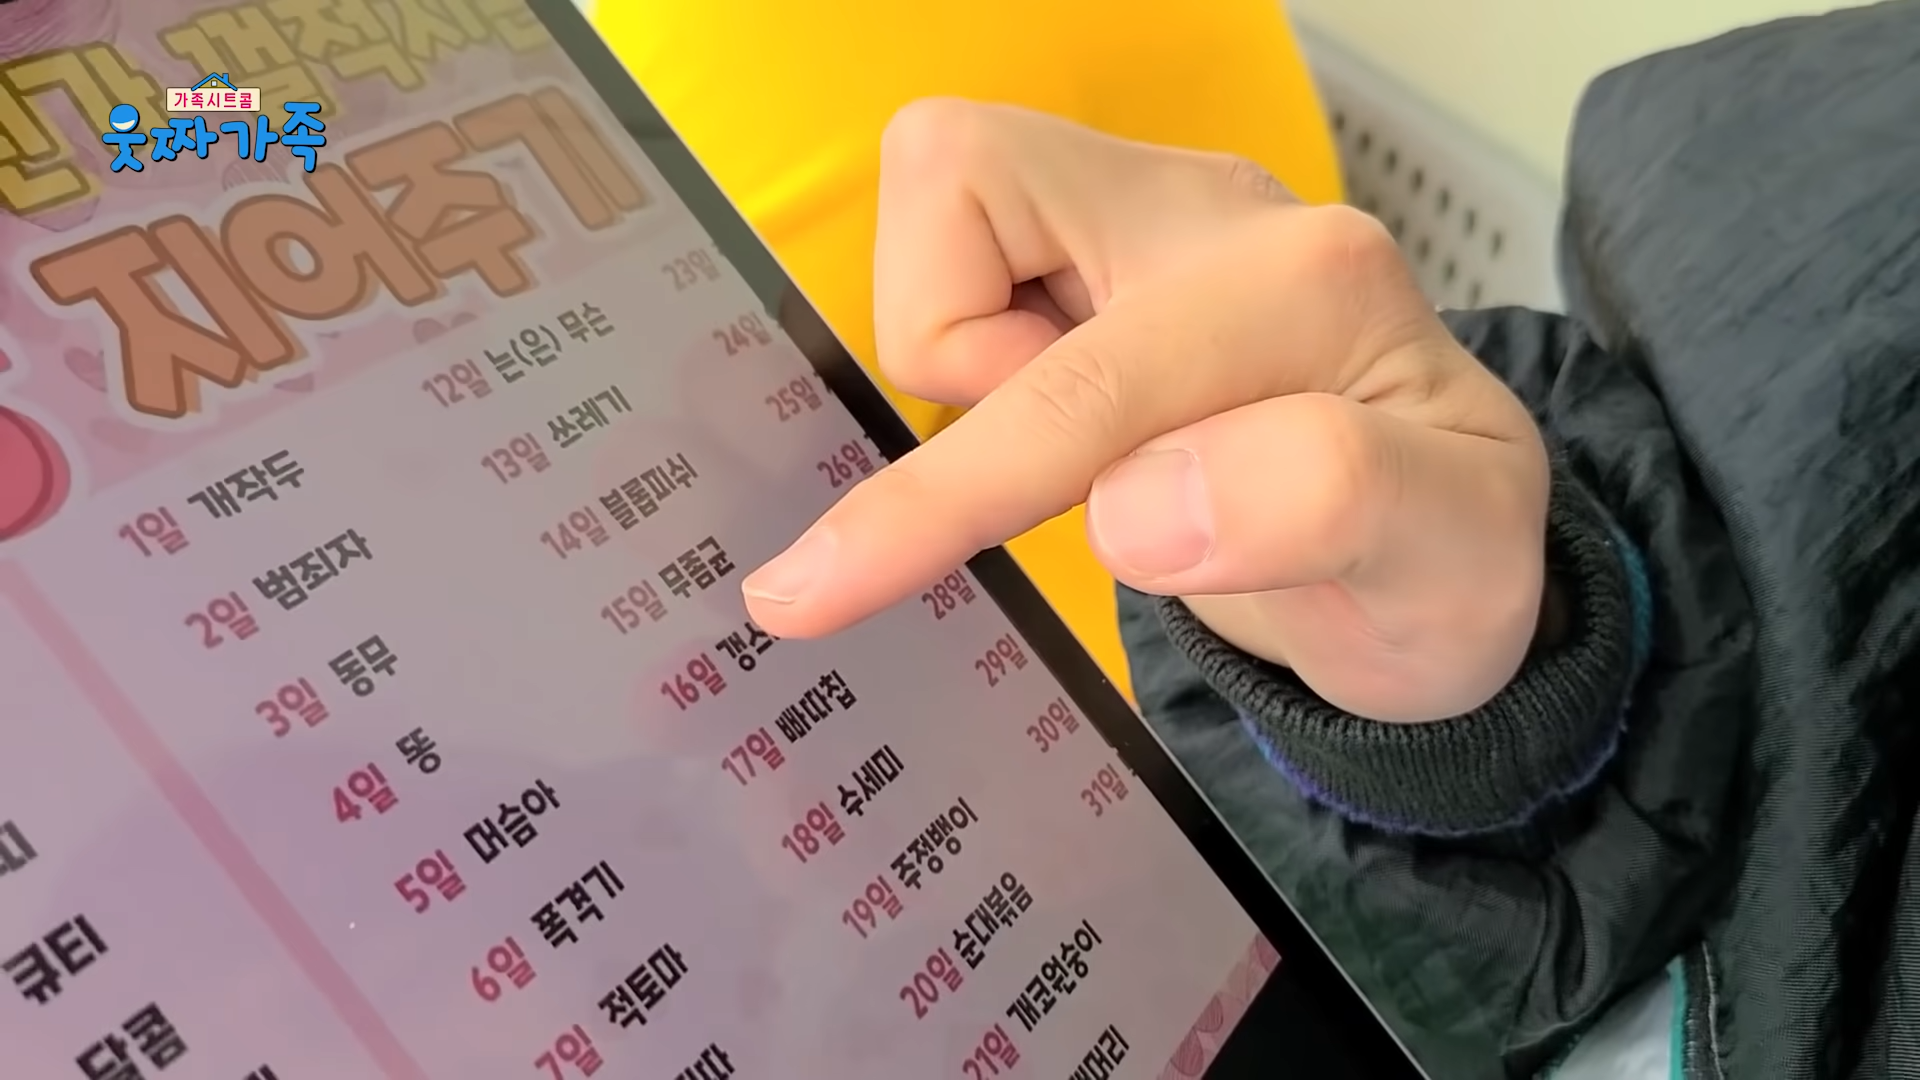 가족시트콤
웃짜 가족
지어주기
1일 개작두
2일 범죄자
3일 동무
4일 똥
5일 머슴아
6일 폭격기
7일 적토마
12일 는(은) 무슨
13일 쓰레기
14일 블롭피쉬
15일 무좀균
16일
17일 빠따칩
18일 수세미
19일 주정뱅이
20일 순대볶음
21일 개코원숭이
23일
24일
25일
26일
28일
29일
30일
31일
큐티
달콤